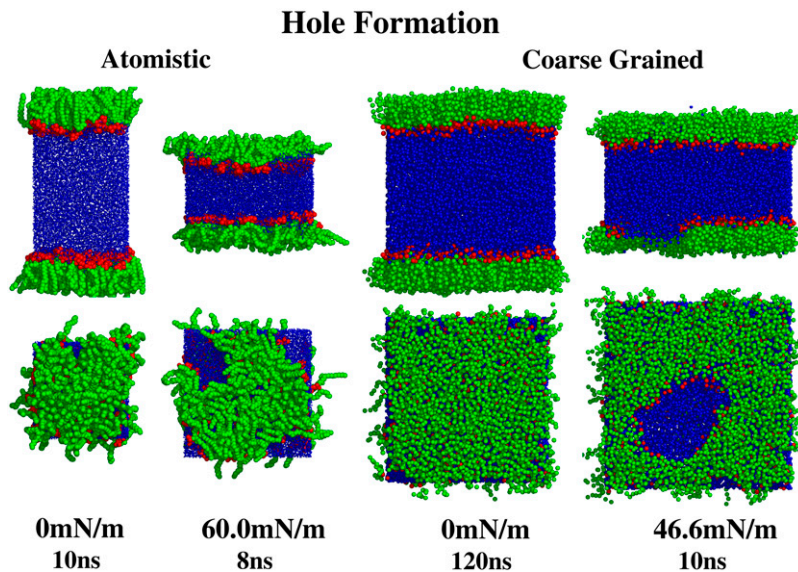 Hole Formation
Atomistic Coarse Grained
0mN/m 60.0mN/m 0mN/m 46.6mN/m
10ns 8ns 120ns 10ns